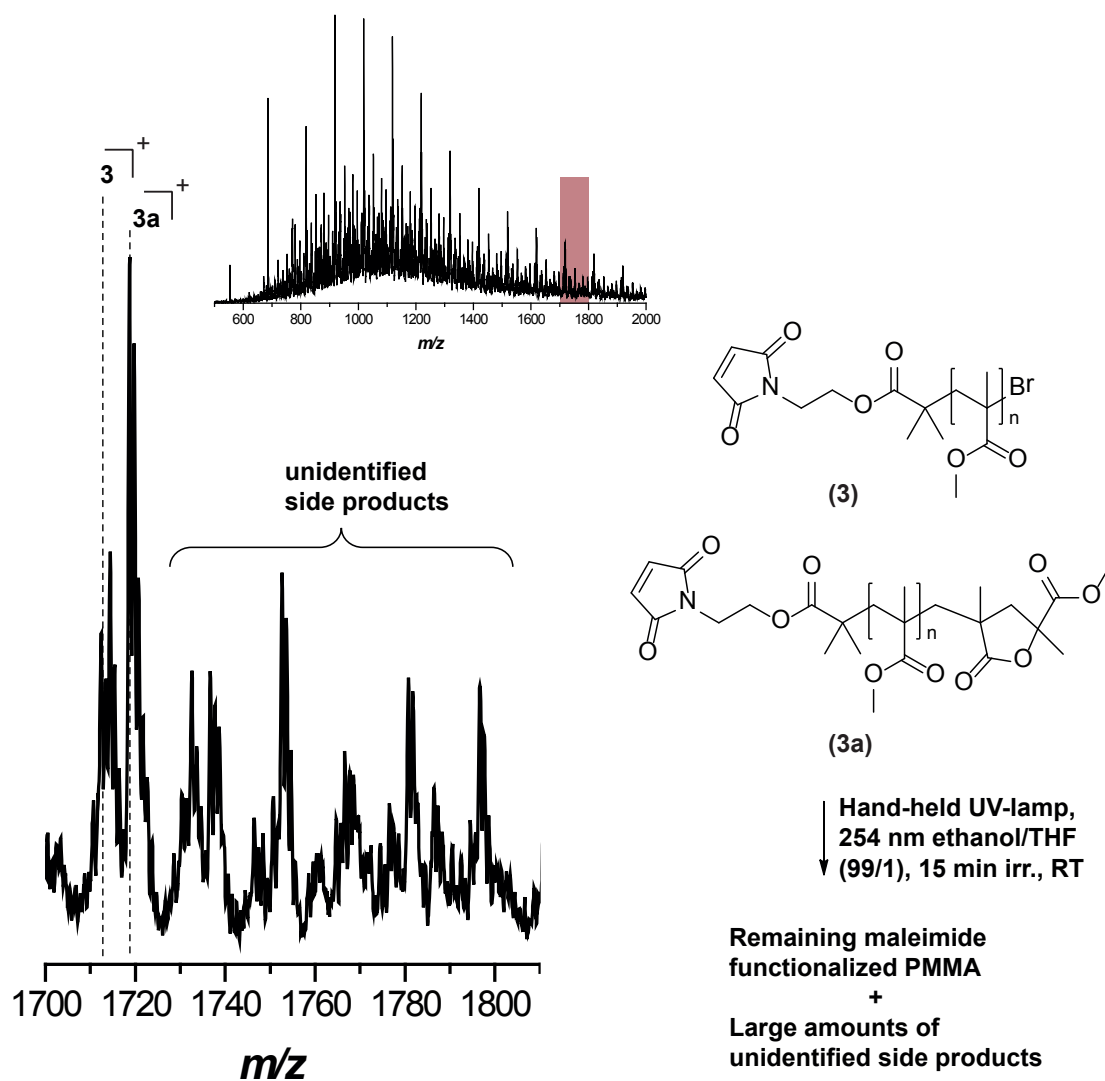 3
+
3a
+
600 800 1000 1200 1400 1600 1800 2000
m/z
unidentified
side products
1700 1720 1740 1760 1780 1800
m/z
O
N
O
O
O
Br
n
O
O
(3)
O
N
O
O
O
n
O
O
O
O
O
O
(3a)
Hand-held UV-lamp,
254 nm ethanol/THF
(99/1), 15 min irr., RT
Remaining maleimide
functionalized PMMA
+
Large amounts of
unidentified side products